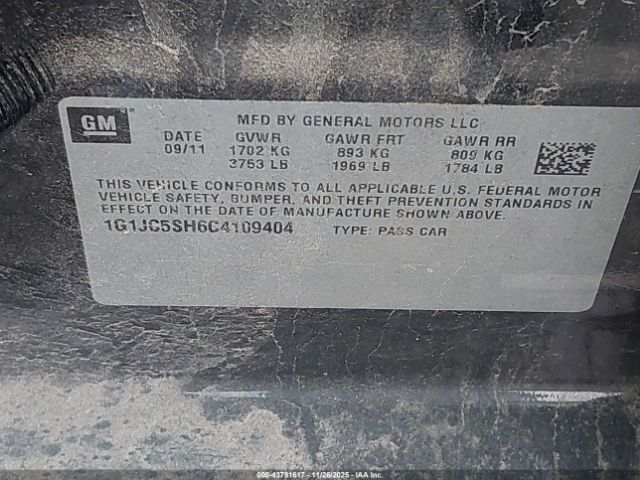 GM
MFD BY GENERAL MOTORS LLC
DATE GVWR GAWR FRT GAWR RR
09/11 1702 KG 893 KG 809 KG
3753 LB 1969 LB 1784 LB
THIS VEHICLE CONFORMS TO ALL APPLICABLE U.S. FEDERAL MOTOR
VEHICLE SAFETY, BUMPER, AND THEFT PREVENTION STANDARDS IN
EFFECT ON THE DATE OF MANUFACTURE SHOWN ABOVE.
1G1JC5SH6C4109404 TYPE: PASS CAR
000-43791617 - 11/26/2025 - © IAA Inc.